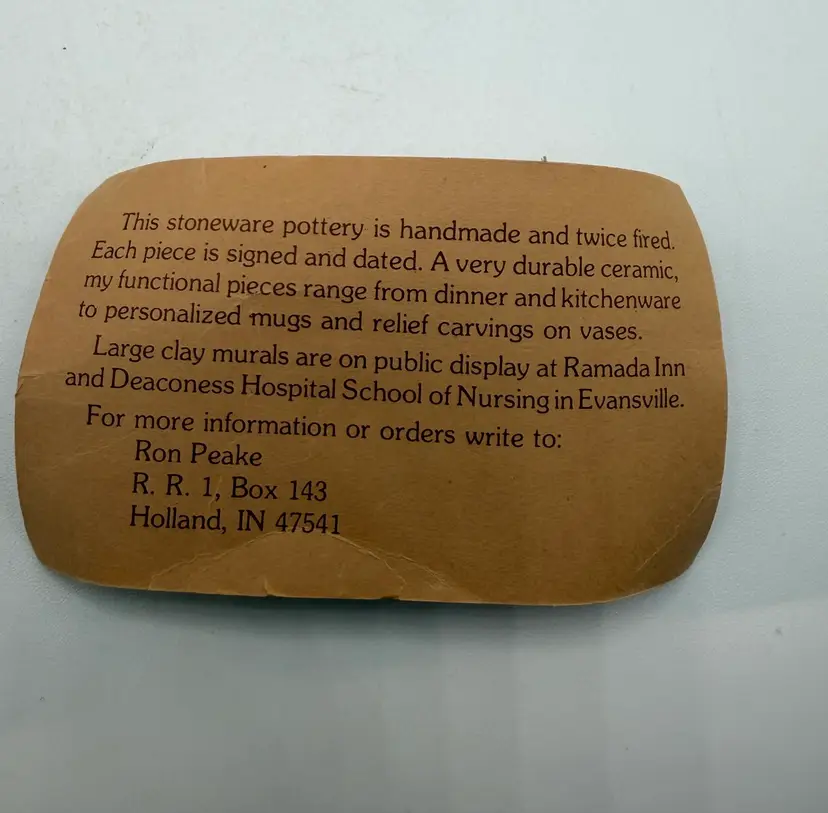 This stoneware pottery is handmade and twice fired.
Each piece is signed and dated. A very durable ceramic,
my functional pieces range from dinner and kitchenware
to personalized mugs and relief carvings on vases.
Large clay murals are on public display at Ramada Inn
and Deaconess Hospital School of Nursing in Evansville.
For more information or orders write to:
Ron Peake
R. R. 1, Box 143
Holland, IN 47541